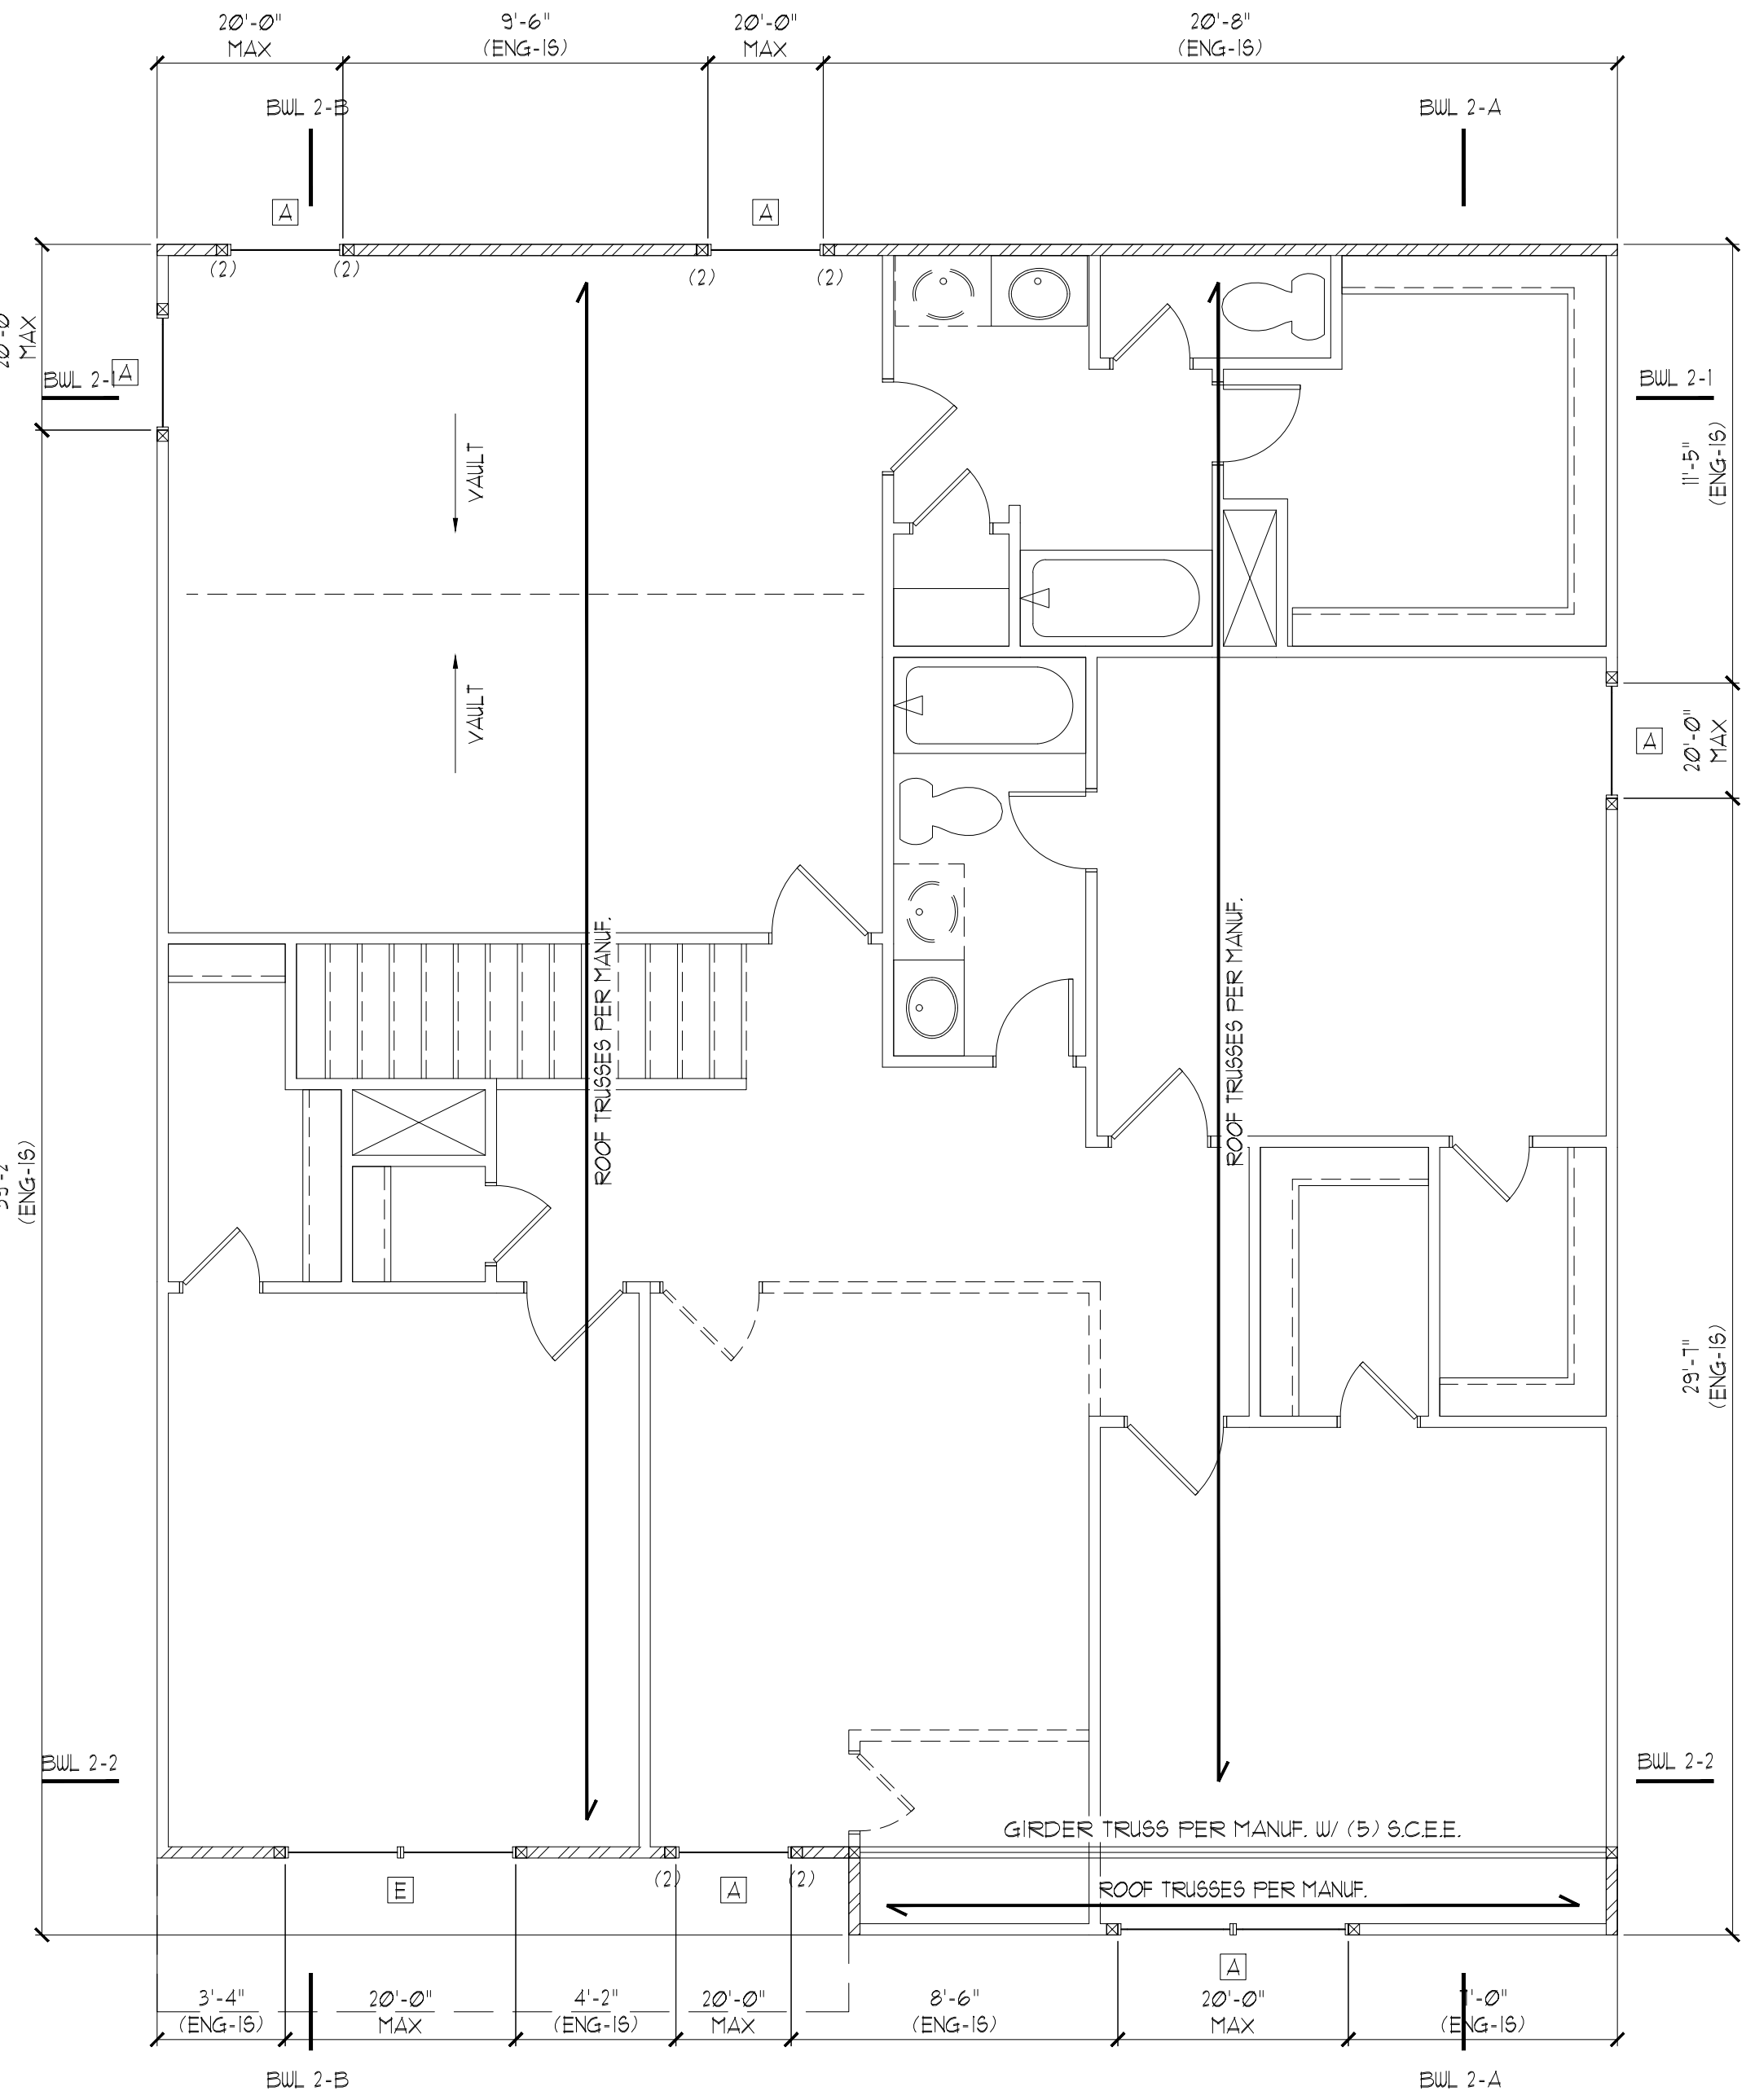 20'-0"
MAX
9'-6"
(ENG-IS)
20'-0"
MAX
20'-8"
(ENG-IS)
BWL 2-B
BWL 2-A
A
A
(2)
(2)
(2)
(2)
MAX
BWL 2-1
A
BWL 2-1
11'-5"
(ENG-IS)
VAULT
VAULT
A
20'-0"
MAX
ROOF TRUSSES PER MANUF.
ROOF TRUSSES PER MANUF.
(ENG-IS)
29'-7"
(ENG-IS)
BWL 2-2
BWL 2-2
GIRDER TRUSS PER MANUF. W/ (5) S.C.E.E.
ROOF TRUSSES PER MANUF.
E
(2)
A
(2)
A
3'-4"
(ENG-IS)
20'-0"
MAX
4'-2"
(ENG-IS)
20'-0"
MAX
8'-6"
(ENG-IS)
20'-0"
MAX
(ENG-IS)
BWL 2-B
BWL 2-A